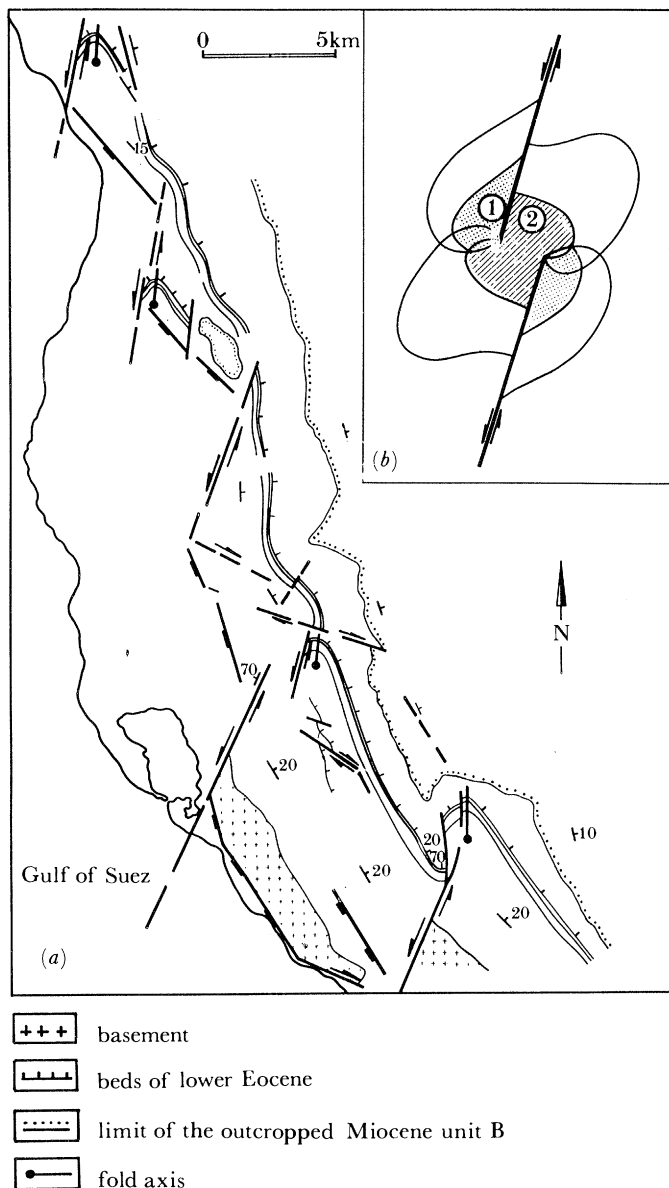 0 5km
15
(b)
1 2
N
70
20
20
70
20
10
20
Gulf of Suez
(a)
basement
beds of lower Eocene
limit of the outcropped Miocene unit B
fold axis